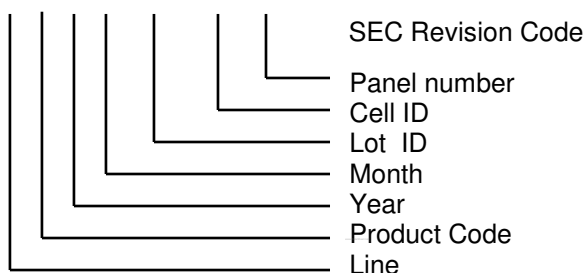 SEC Revision Code
Panel number
Cell ID
Lot ID
Month
Year
Product Code
Line